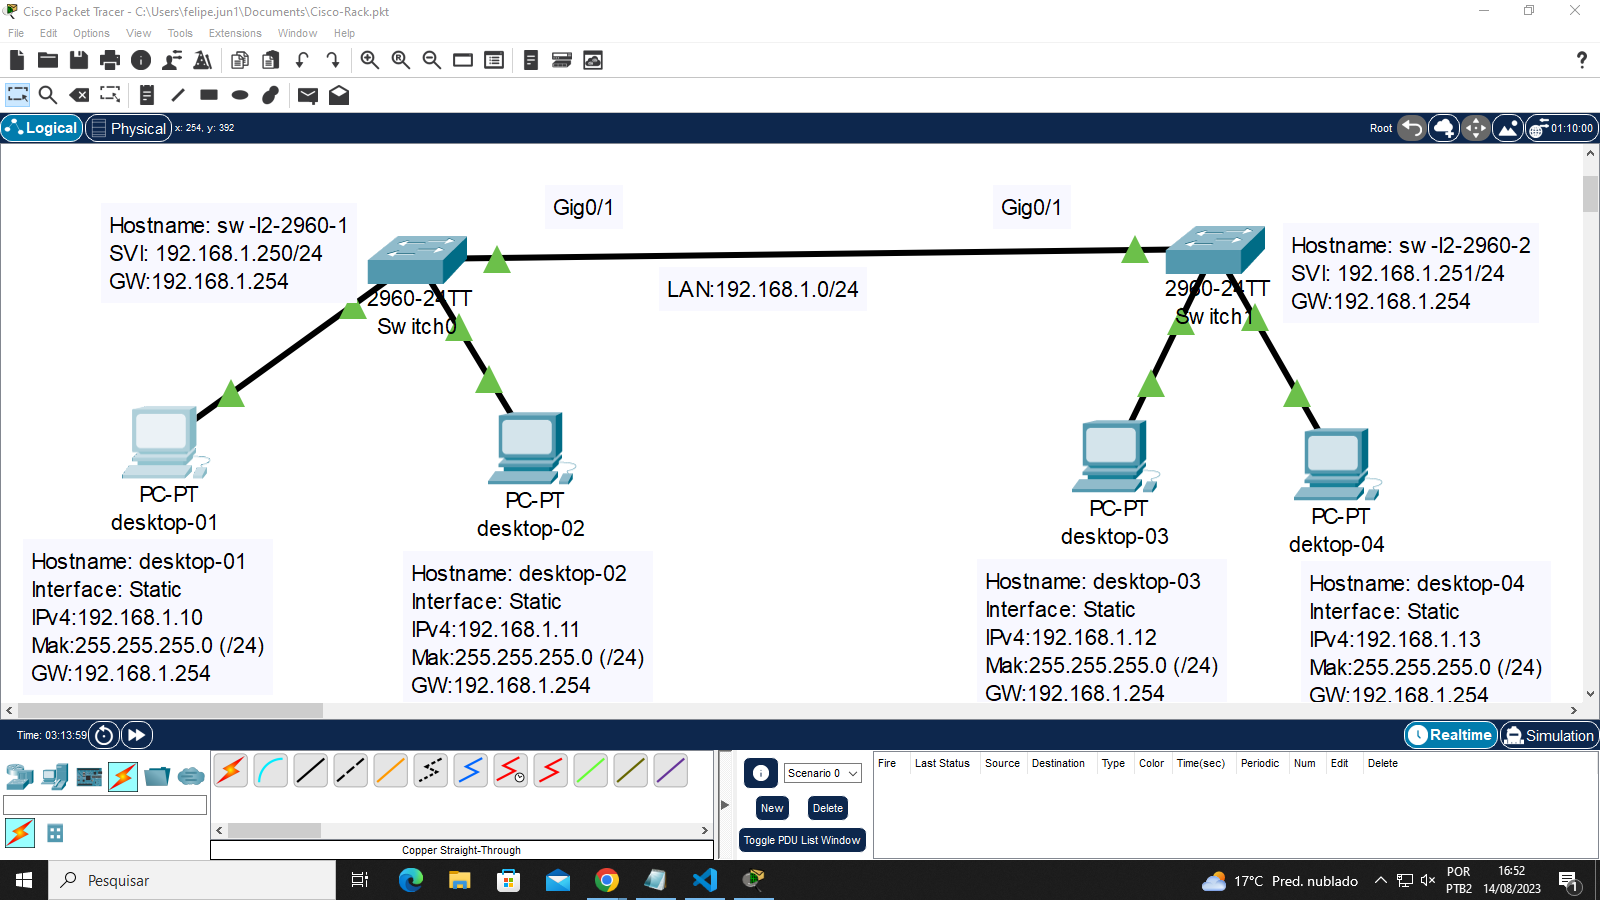 Cisco Packet Tracer - C:\Users\felipe.jun1\Documents\Cisco-Rack.pkt
File Edit Options View Tools Extensions Window Help
Logical Physical x: 254, y: 392 Root 01:10:00
Gig0/1 Gig0/1
Hostname: sw-l2-2960-1
SVI: 192.168.1.250/24
GW:192.168.1.254
Hostname: sw-l2-2960-2
SVI: 192.168.1.251/24
GW:192.168.1.254
LAN:192.168.1.0/24
2960-24TT
Switch0
2960-24TT
Switch1
PC-PT
desktop-01
PC-PT
desktop-02
PC-PT
desktop-03
PC-PT
dektop-04
Hostname: desktop-01
Interface: Static
IPv4:192.168.1.10
Mak:255.255.255.0 (/24)
GW:192.168.1.254
Hostname: desktop-02
Interface: Static
IPv4:192.168.1.11
Mak:255.255.255.0 (/24)
GW:192.168.1.254
Hostname: desktop-03
Interface: Static
IPv4:192.168.1.12
Mak:255.255.255.0 (/24)
GW:192.168.1.254
Hostname: desktop-04
Interface: Static
IPv4:192.168.1.13
Mak:255.255.255.0 (/24)
GW:192.168.1.254
Time: 03:13:59 Realtime Simulation
Scenario 0
New Delete
Toggle PDU List Window
Fire Last Status Source Destination Type Color Time(sec) Periodic Num Edit Delete
Copper Straight-Through
Pesquisar
17°C Pred. nublado
POR
PTB2
16:52
14/08/2023
1